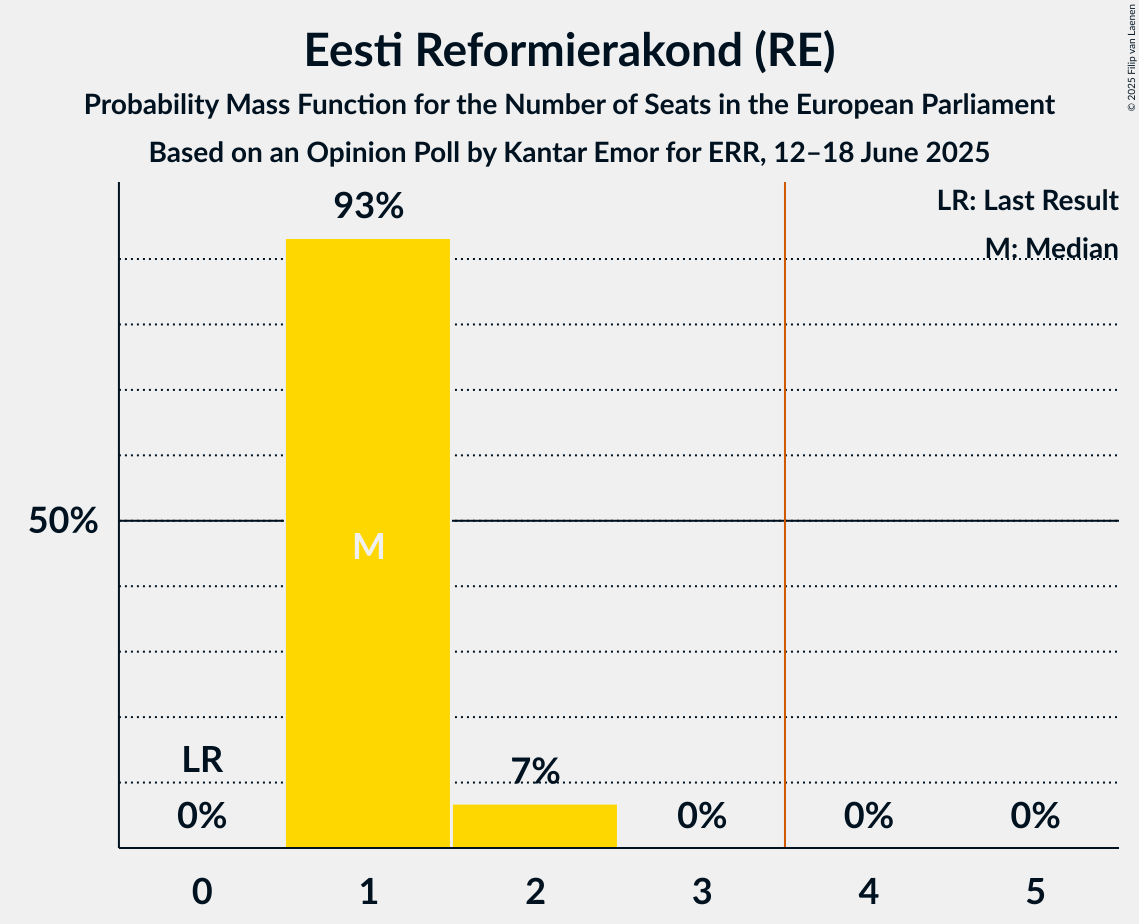 Eesti Reformierakond (RE)
Probability Mass Function for the Number of Seats in the European Parliament
Based on an Opinion Poll by Kantar Emor for ERR, 12–18 June 2025
© 2025 Filip van Laenen
LR: Last Result
M: Median
93%
50%
M
LR
7%
0%
0%
0%
0%
0
1
2
3
4
5